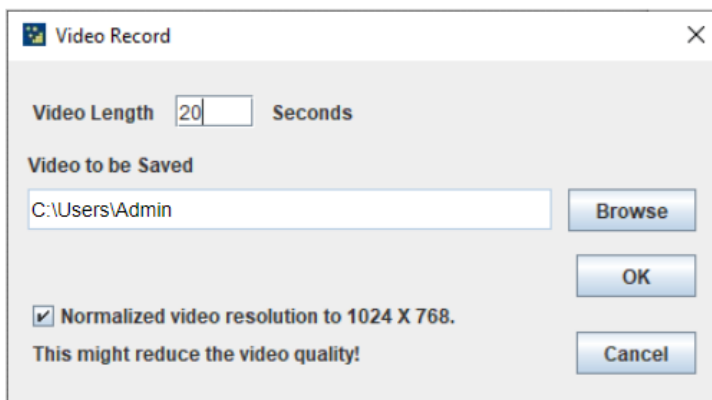 Video Record
Video Length 20 Seconds
Video to be Saved
C:\Users\Admin
Browse
OK
Normalized video resolution to 1024 X 768.
This might reduce the video quality!
Cancel